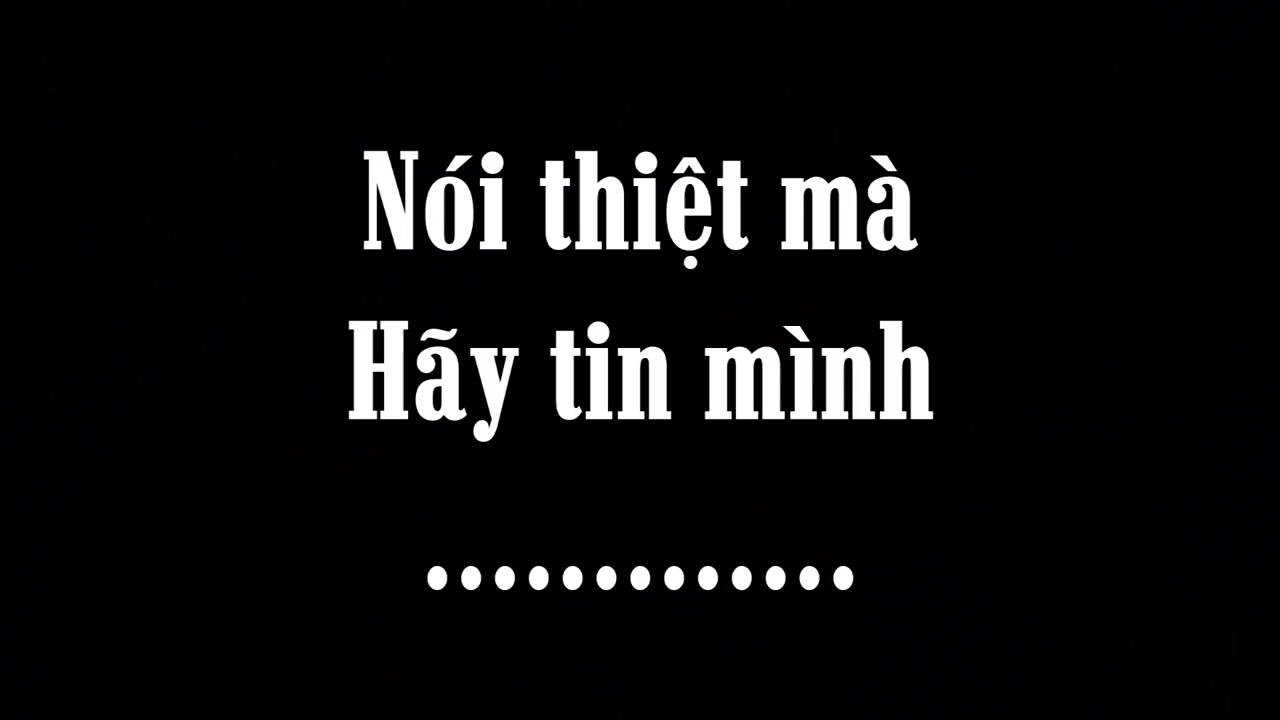 Nói thiệt mà
Hãy tin mình
.............